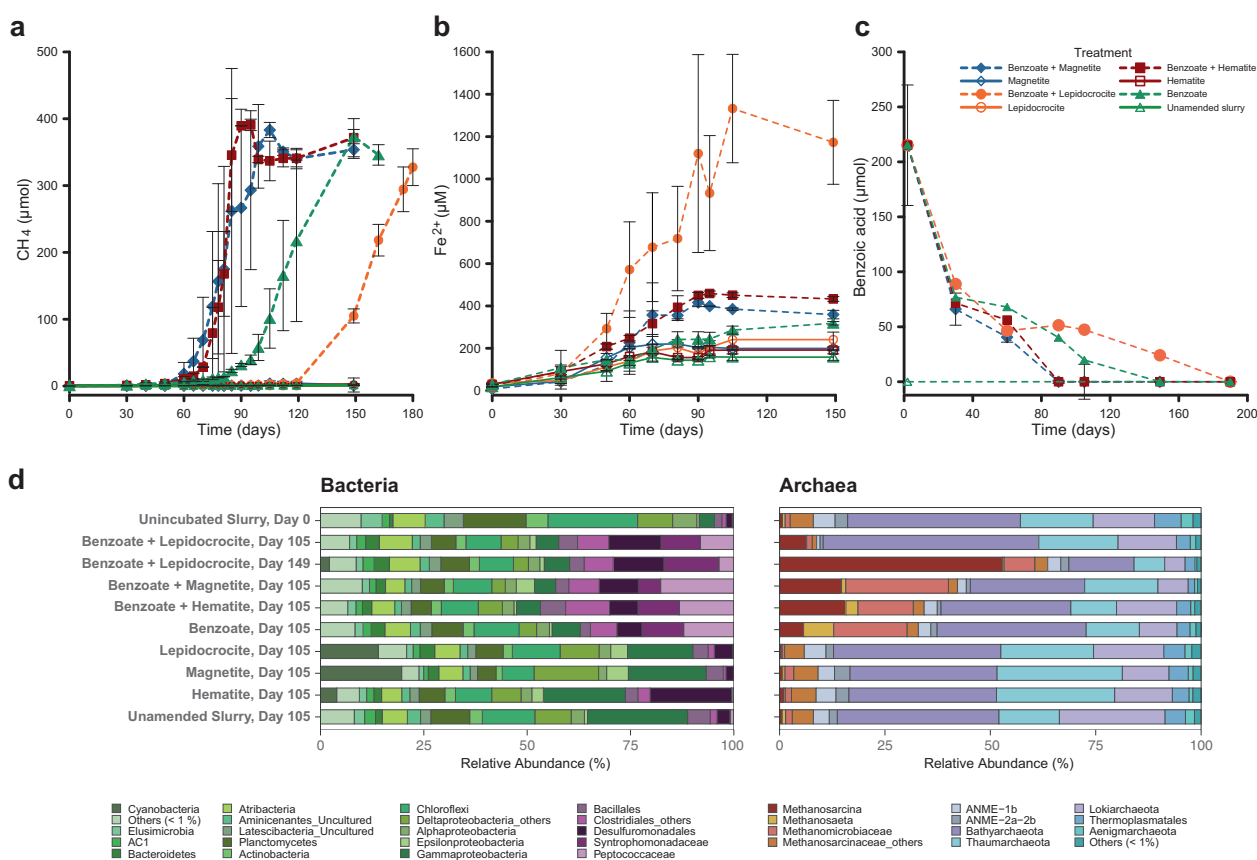 a
500
400
300
200
100
0
CH4 (μmol)
0
30
60
90
120
150
180
Time (days)
b
1600
1400
1200
1000
800
600
400
200
0
Fe2+(μM)
0
30
60
90
120
150
Time (days)
c
300
250
200
150
100
50
0
Benzoic acid (μmol)
0
40
80
120
160
200
Time (days)
Treatment
Benzoate + Magnetite
Benzoate + Hematite
Magnetite
Hematite
Benzoate + Lepidocrocite
Benzoate
Lepidocrocite
Unamended slurry
d
Bacteria
Archaea
Unincubated Slurry, Day 0
Benzoate + Lepidocrocite, Day 105
Benzoate + Lepidocrocite, Day 149
Benzoate + Magnetite, Day 105
Benzoate + Hematite, Day 105
Benzoate, Day 105
Lepidocrocite, Day 105
Magnetite, Day 105
Hematite, Day 105
Unamended Slurry, Day 105
0
25
50
75
100
Relative Abundance (%)
0
25
50
75
100
Relative Abundance (%)
Cyanobacteria
Others (< 1 %)
Elusimicrobia
AC1
Bacteroidetes
Atribacteria
Aminicenantes_Uncultured
Latescibacteria_Uncultured
Planctomycetes
Actinobacteria
Chloroflexi
Deltaproteobacteria_others
Alphaproteobacteria
Epsilonproteobacteria
Gammaproteobacteria
Bacillales
Clostridiales_others
Desulfuromonadales
Syntrophomonadaceae
Peptococcaceae
Methanosarcina
Methanosaeta
Methanomicrobiaceae
Methanosarcinaceae_others
ANME−1b
ANME−2a−2b
Bathyarchaeota
Thaumarchaeota
Lokiarchaeota
Thermoplasmatales
Aenigmarchaeota
Others (<1%)